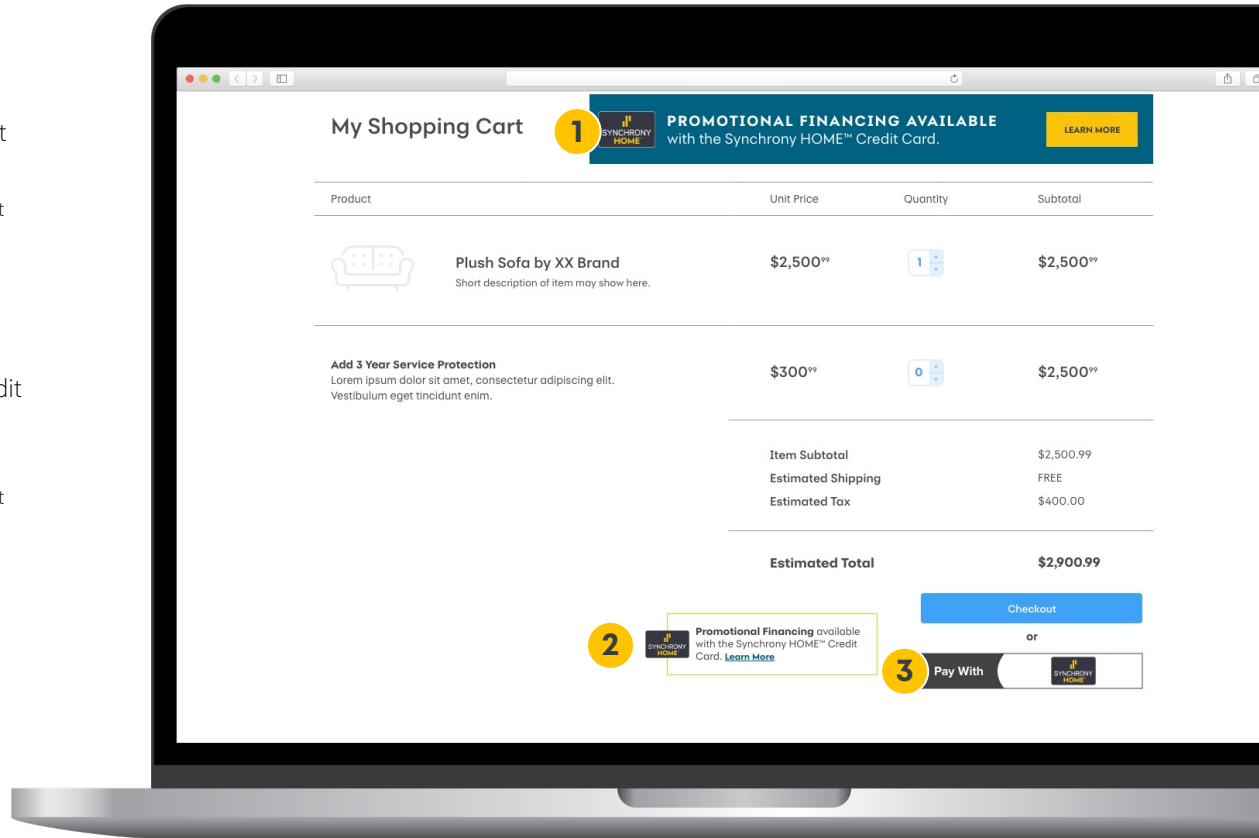 My Shopping Cart
1
SYNCHRONY
HOME
PROMOTIONAL FINANCING AVAILABLE
with the Synchrony HOME™ Credit Card.
LEARN MORE
Product
Unit Price
Quantity
Subtotal
Plush Sofa by XX Brand
Short description of item may show here.
$2,500⁹⁹
1
$2,500⁹⁹
Add 3 Year Service Protection
Lorem ipsum dolor sit amet, consectetur adipiscing elit.
Vestibulum eget tincidunt enim.
$300⁹⁹
0
$2,500⁹⁹
Item Subtotal
$2,500.99
Estimated Shipping
FREE
Estimated Tax
$400.00
Estimated Total
$2,900.99
Checkout
or
2
SYNCHRONY
HOME
Promotional Financing available
with the Synchrony HOME™ Credit
Card. Learn More
3
Pay With
SYNCHRONY
HOME